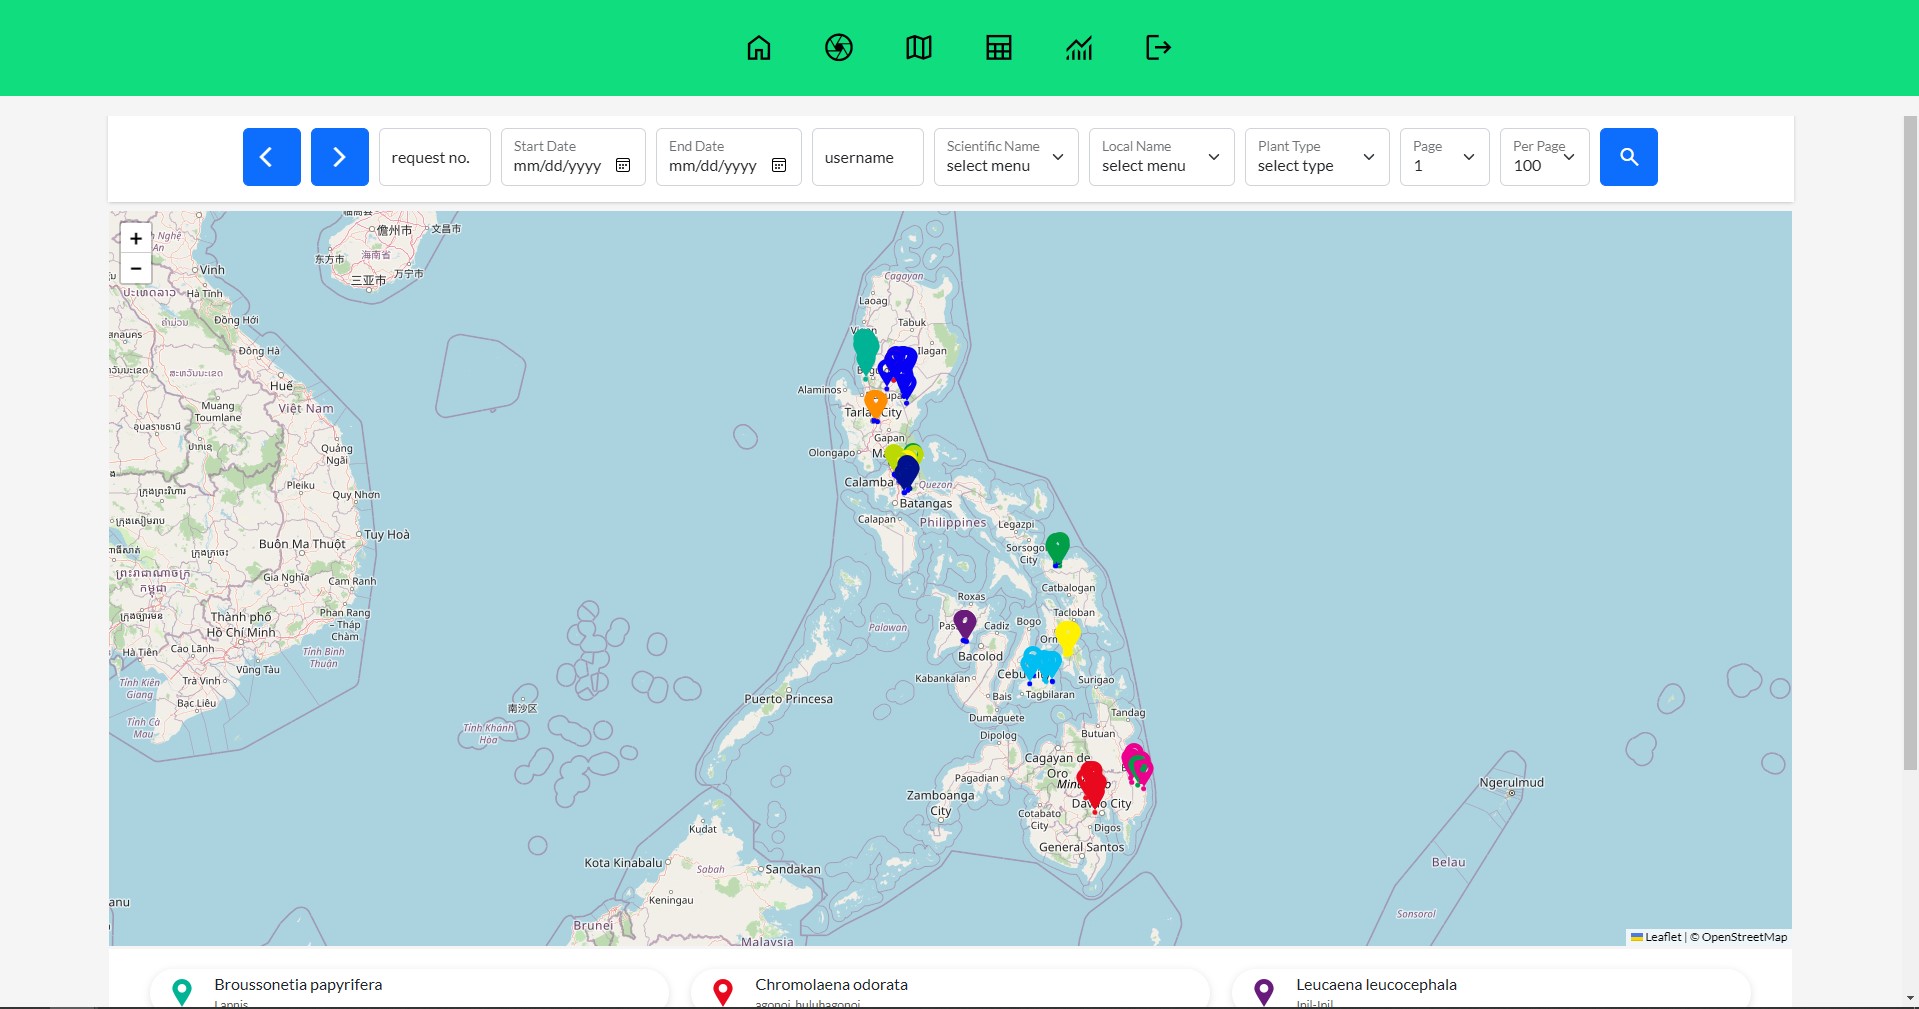 request no.
Start Date
mm/dd/yyyy
End Date
mm/dd/yyyy
username
Scientific Name
select menu
Local Name
select menu
Plant Type
select type
Page
1
Per Page
100
+
−
儋州市
文昌市
东方市
海南省
万宁市
三亚市
Vinh
Hà Tĩnh
Đồng Hới
Đông Hà
Huế
Việt Nam
Muang
Toumlane
Quảng
Ngãi
Pleiku
Quy Nhơn
Tuy Hoà
Buôn Ma Thuột
Gia Nghĩa
Cam Ranh
Thành phố
Hồ Chí Minh
Phan Rang
– Tháp
Chàm
Hà Tiên
Cao Lãnh
Tỉnh Bình
Thuận
Vũng Tàu
Tỉnh Kiên
Giang
Trà Vinh
Bạc Liêu
Tỉnh Cà
Mau
南沙区
Tỉnh Khánh
Hòa
Cagayan
Laoag
Tabuk
Ilagan
Alaminos
Tarlac City
Gapan
Olongapo
Calamba
Quezon
Batangas
Calapan
Philippines
Legazpi
Sorsogon
City
Catbalogan
Roxas
Tacloban
Palawan
Cadiz
Bogo
Bacolod
Kabankalan
Tagbilaran
Surigao
Puerto Princesa
Bais
Dumaguete
Tandag
Dipolog
Butuan
Cagayan de
Oro
Pagadian
Zamboanga
City
Davao City
Cotabato
City
Digos
General Santos
Kudat
Kota Kinabalu
Sabah
Sandakan
Keningau
Brunei
Malaysia
Ngerulmud
Belau
Sonsorol
Leaflet | © OpenStreetMap
Broussonetia papyrifera
Chromolaena odorata
Leucaena leucocephala